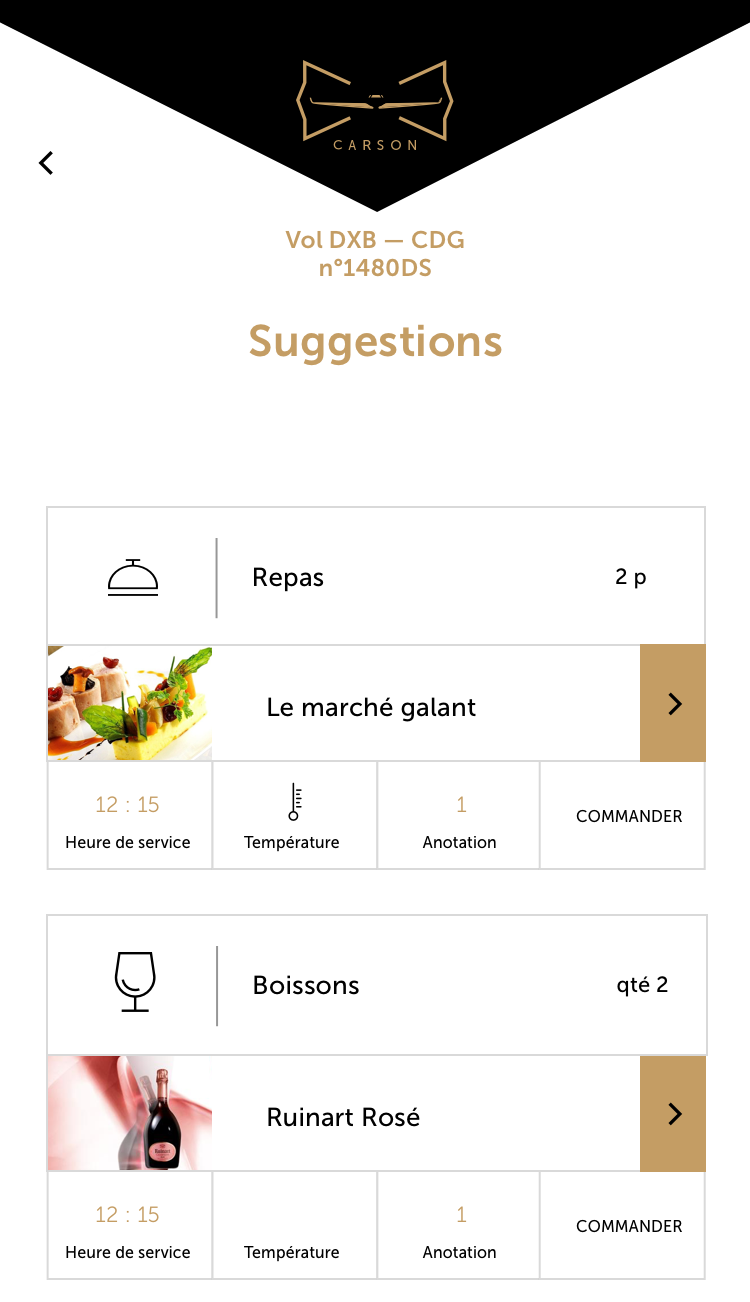 CARSON
Vol DXB — CDG
n°1480DS
Suggestions
Repas
2 p
Le marché galant
12 : 15
Heure de service
Température
1
Anotation
COMMANDER
Boissons
qté 2
Ruinart Rosé
Ruinart
12 : 15
Heure de service
Température
1
Anotation
COMMANDER